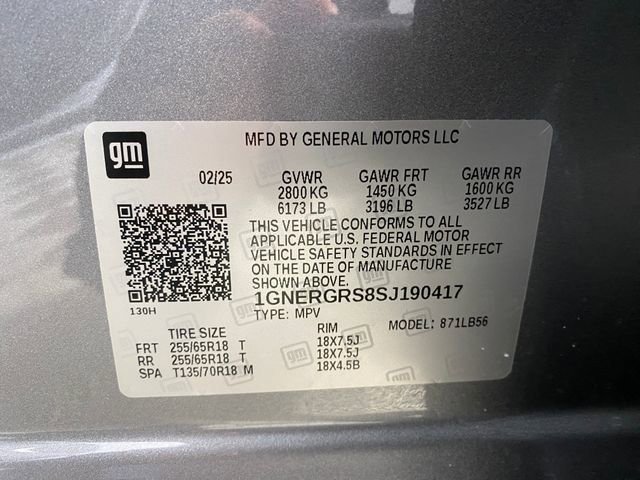 gm
MFD BY GENERAL MOTORS LLC
02/25 GVWR GAWR FRT GAWR RR
2800 KG 1450 KG 1600 KG
6173 LB 3196 LB 3527 LB
THIS VEHICLE CONFORMS TO ALL
APPLICABLE U.S. FEDERAL MOTOR
VEHICLE SAFETY STANDARDS IN EFFECT
ON THE DATE OF MANUFACTURE
SHOWN ABOVE.
1GNERGRS8SJ190417
130H
TYPE: MPV MODEL: 871LB56
TIRE SIZE RIM
FRT 255/65R18 T 18X7.5J
RR 255/65R18 T 18X7.5J
SPA T135/70R18 M 18X4.5B